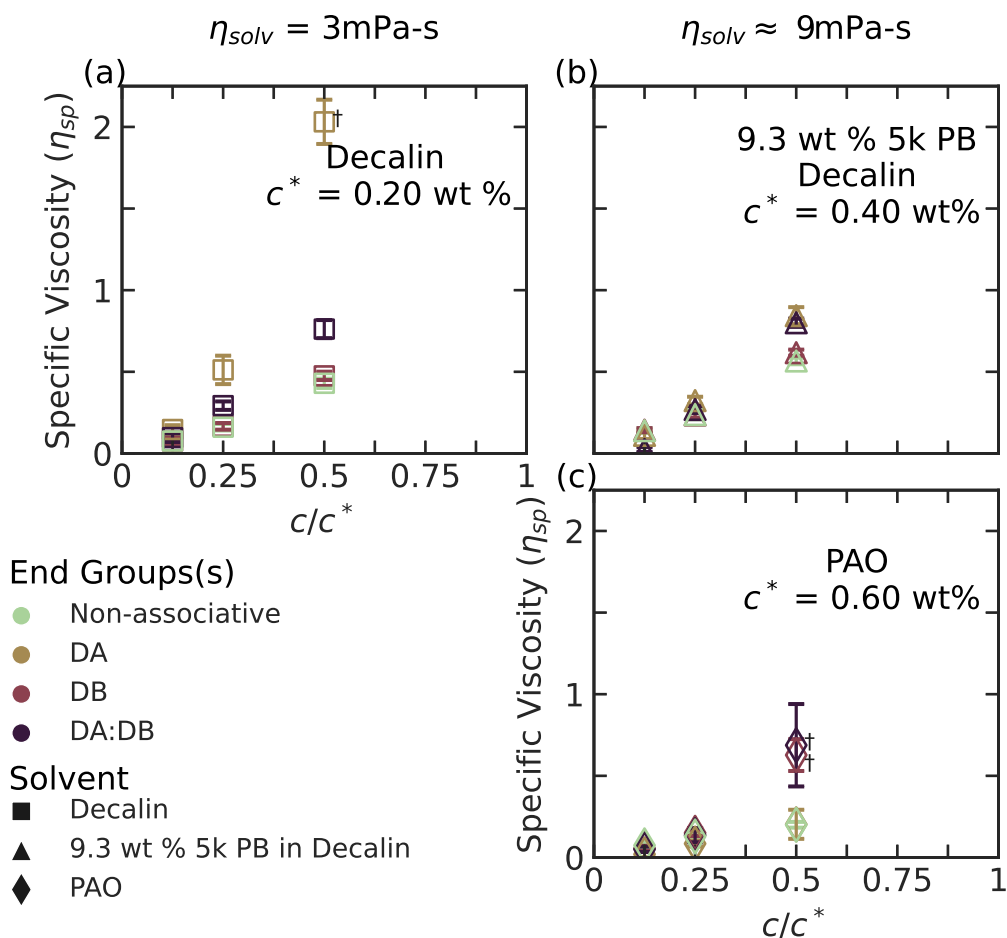 η_solv = 3mPa-s
η_solv ≈ 9mPa-s
(a)
Specific Viscosity (η_sp)
2
1
0
†
Decalin
c* = 0.20 wt %
0 0.25 0.5 0.75 1
c/c*
(b)
9.3 wt % 5k PB
Decalin
c* = 0.40 wt%
(c)
Specific Viscosity (η_sp)
2
1
0
PAO
c* = 0.60 wt%
†
†
0 0.25 0.5 0.75 1
c/c*
End Groups(s)
Non-associative
DA
DB
DA:DB
Solvent
Decalin
9.3 wt % 5k PB in Decalin
PAO